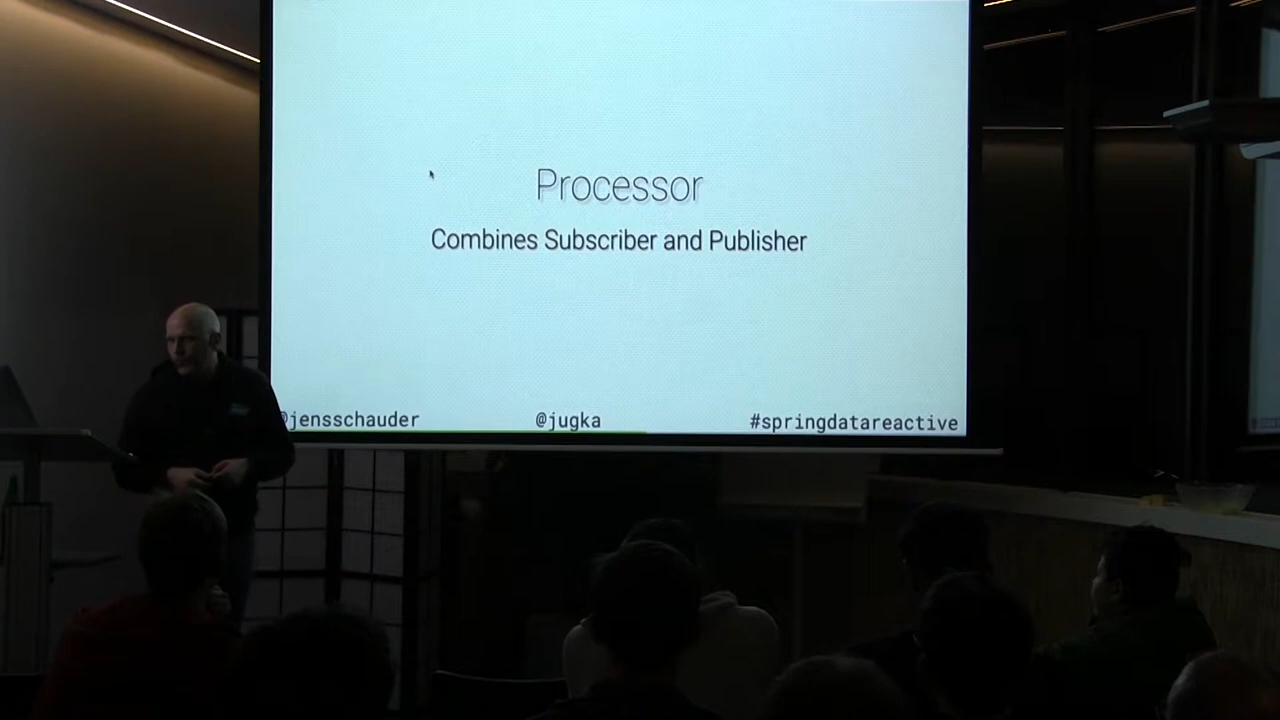 Processor
Combines Subscriber and Publisher
@jensschauder @jugka #springdatareactive